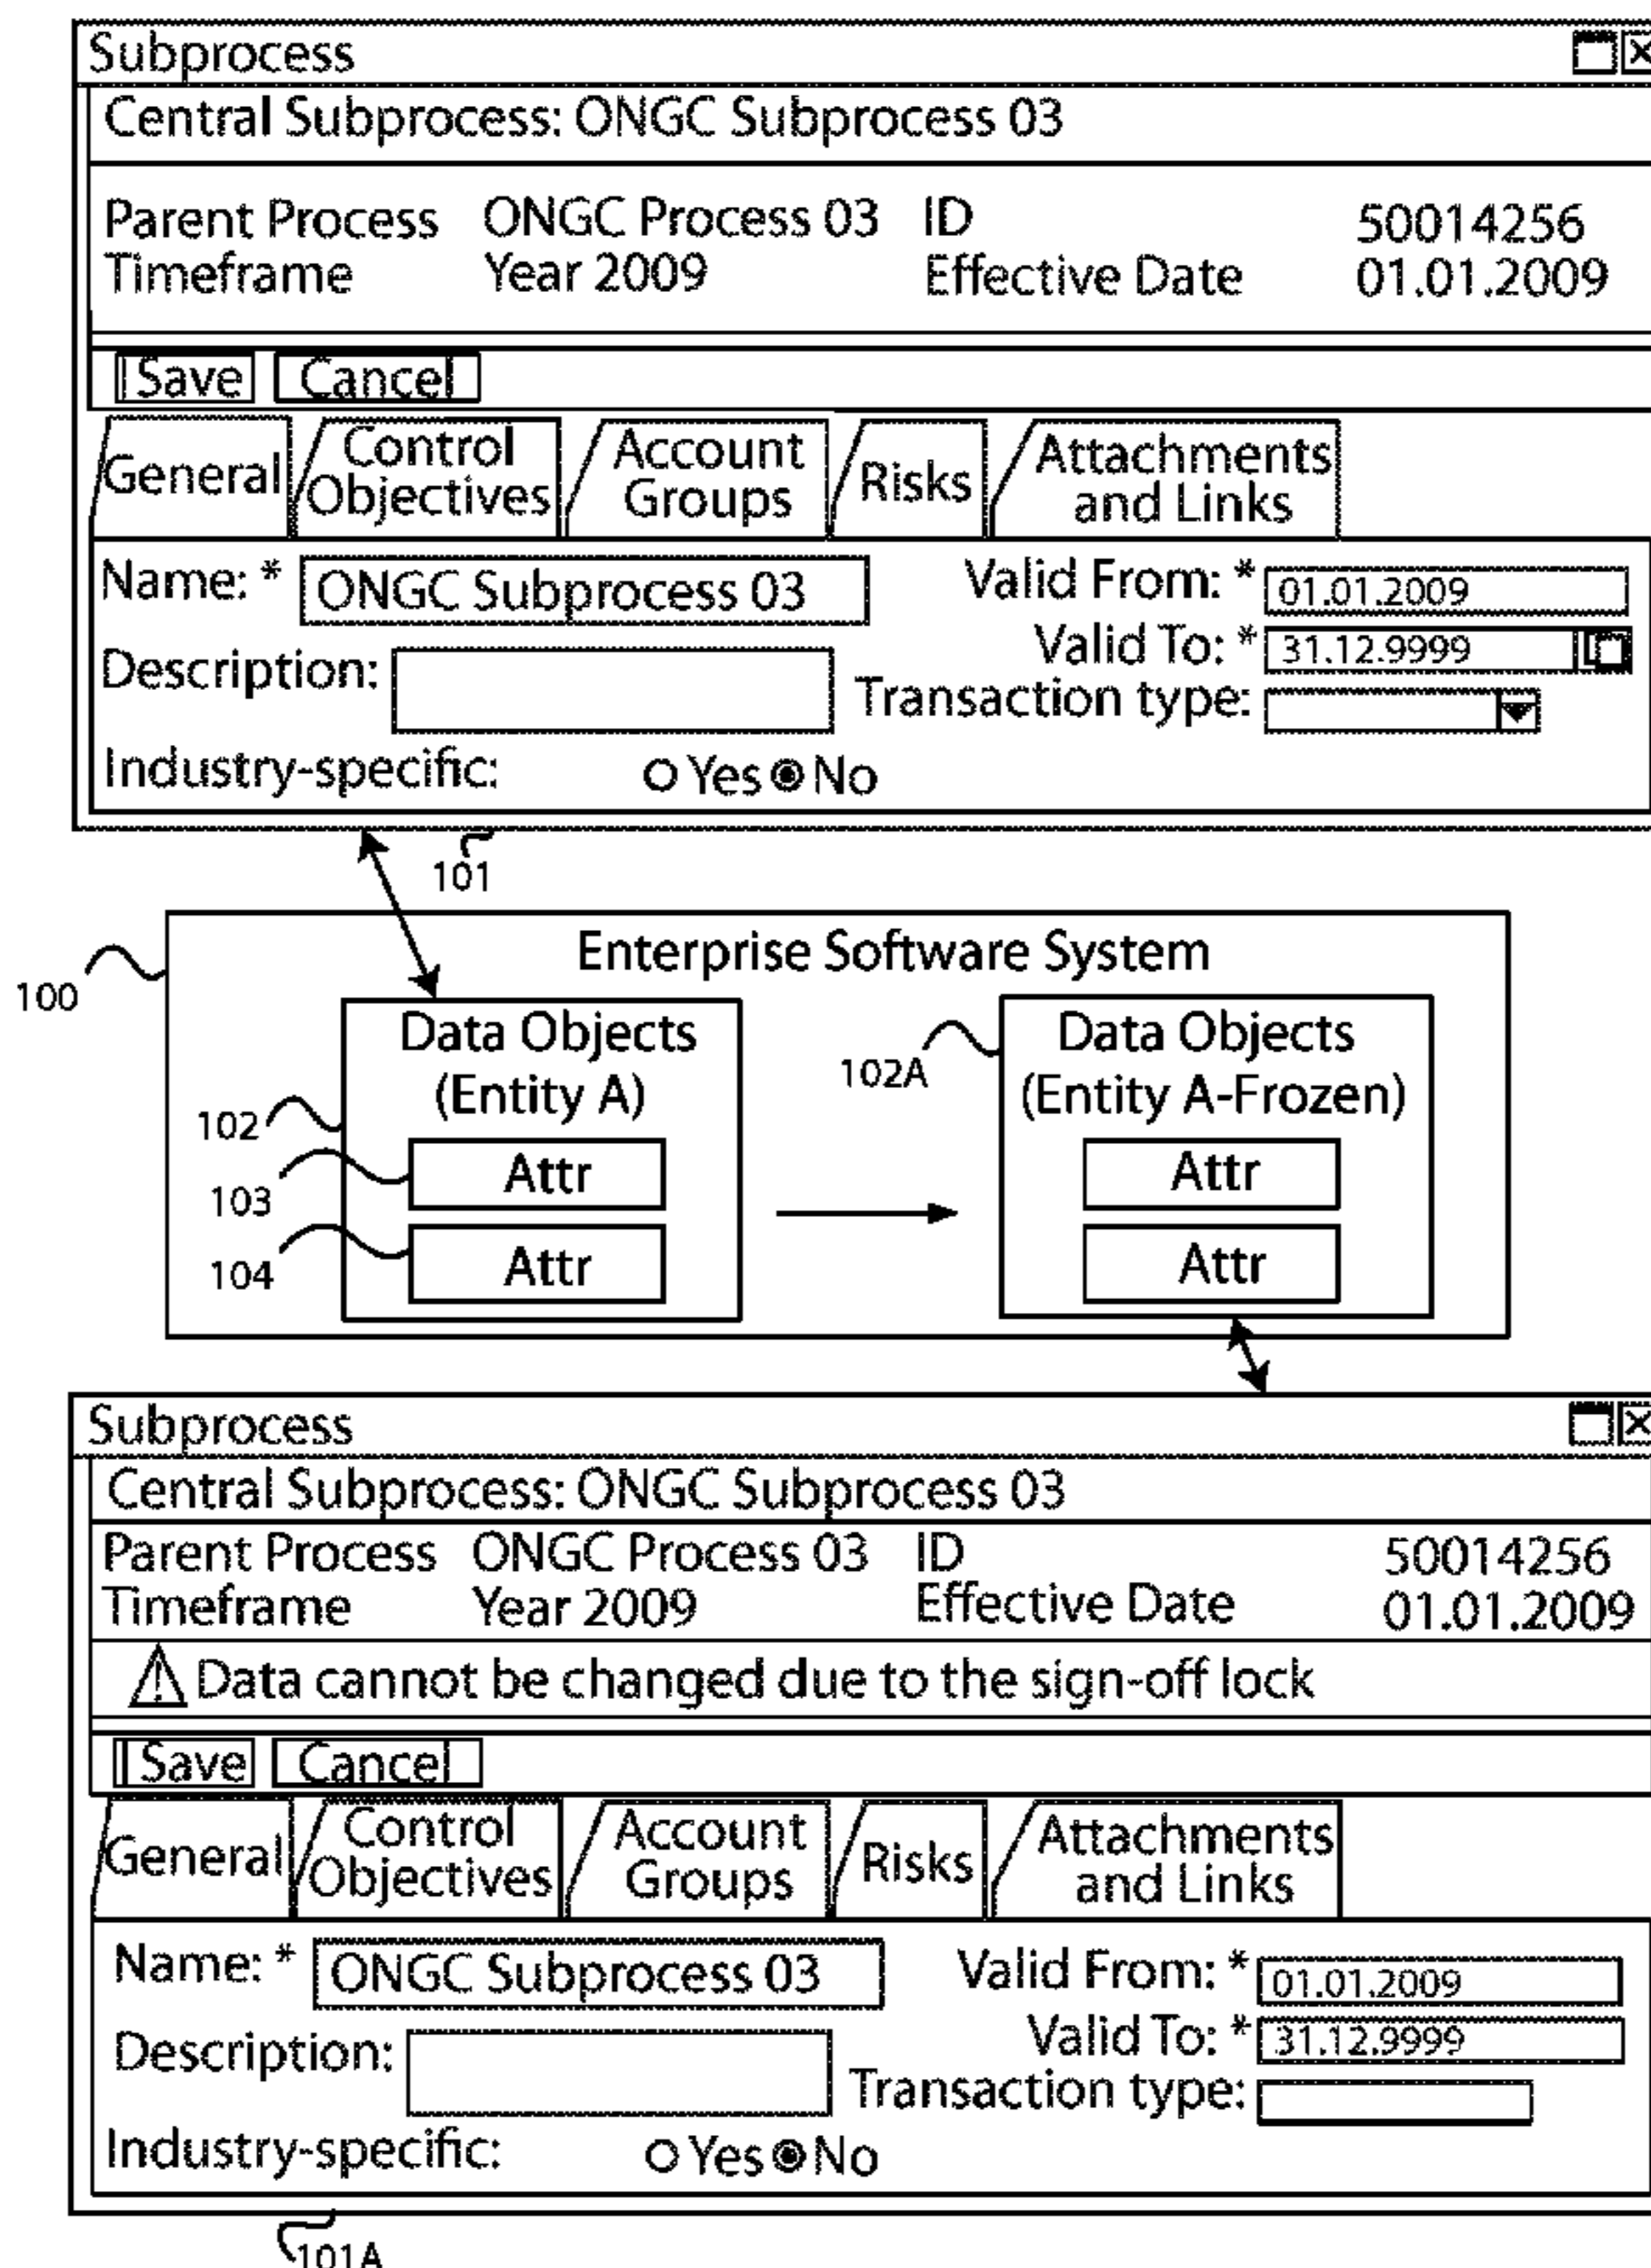 Subprocess
Central Subprocess: ONGC Subprocess 03
Parent Process ONGC Process 03 ID 50014256
Timeframe Year 2009 Effective Date 01.01.2009
Save Cancel
General Control Objectives Account Groups Risks Attachments and Links
Name: * ONGC Subprocess 03 Valid From: * 01.01.2009
Valid To: * 31.12.9999
Description:
Transaction type:
Industry-specific: Yes No
101
100
Enterprise Software System
Data Objects
(Entity A)
102
103
Attr
104
Attr
102A
Data Objects
(Entity A-Frozen)
Attr
Attr
Subprocess
Central Subprocess: ONGC Subprocess 03
Parent Process ONGC Process 03 ID 50014256
Timeframe Year 2009 Effective Date 01.01.2009
Data cannot be changed due to the sign-off lock
Save Cancel
General Control Objectives Account Groups Risks Attachments and Links
Name: * ONGC Subprocess 03 Valid From: * 01.01.2009
Valid To: * 31.12.9999
Description:
Transaction type:
Industry-specific: Yes No
101A